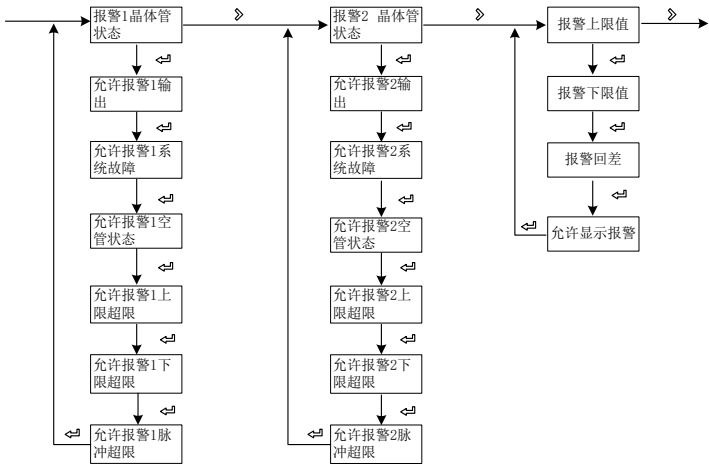 报警1晶体管
状态
允许报警1输
出
允许报警1系
统故障
允许报警1空
管状态
允许报警1上
限超限
允许报警1下
限超限
允许报警1脉
冲超限
报警2 晶体管
状态
允许报警2输
出
允许报警2系
统故障
允许报警2空
管状态
允许报警2上
限超限
允许报警2下
限超限
允许报警2脉
冲超限
报警上限值
报警下限值
报警回差
允许显示报警